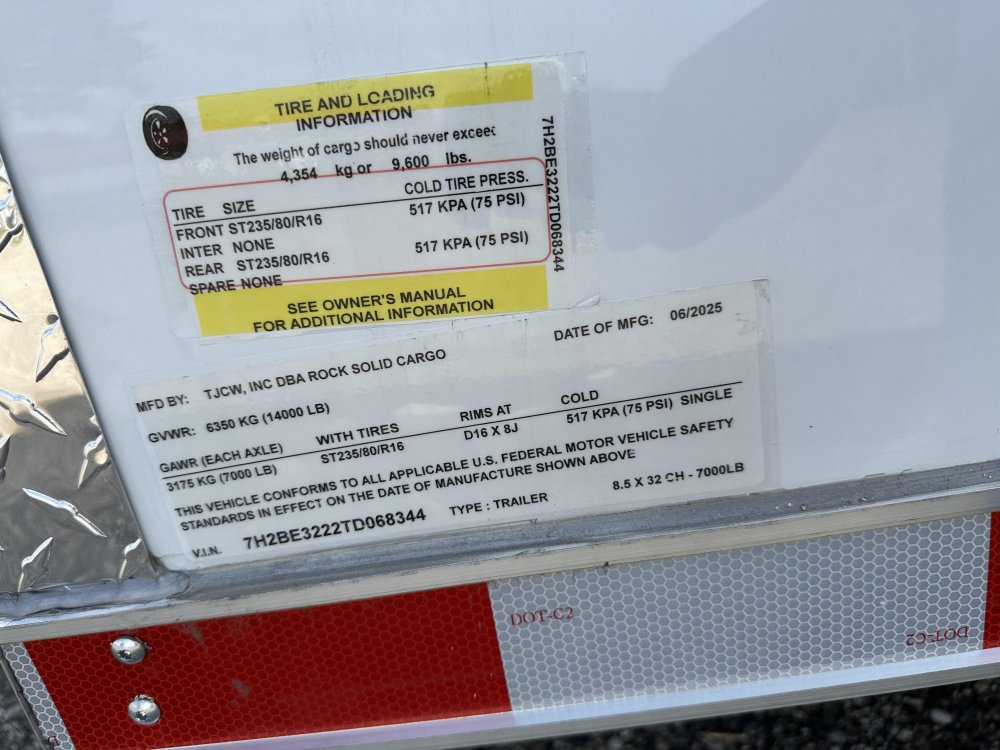 TIRE AND LOADING
INFORMATION
The weight of cargo should never exceed
4,354 kg or 9,600 lbs.
TIRE SIZE COLD TIRE PRESS.
FRONT ST235/80/R16 517 KPA (75 PSI)
INTER NONE
REAR ST235/80/R16 517 KPA (75 PSI)
SPARE NONE
SEE OWNER'S MANUAL
FOR ADDITIONAL INFORMATION
7H2BE3222TD068344
MFD BY: TJCW, INC DBA ROCK SOLID CARGO DATE OF MFG: 06/2025
GVWR: 6350 KG (14000 LB)
GAWR (EACH AXLE) WITH TIRES RIMS AT COLD
3175 KG (7000 LB) ST235/80/R16 D16 X 8J 517 KPA (75 PSI) SINGLE
THIS VEHICLE CONFORMS TO ALL APPLICABLE U.S. FEDERAL MOTOR VEHICLE SAFETY
STANDARDS IN EFFECT ON THE DATE OF MANUFACTURE SHOWN ABOVE
V.I.N. 7H2BE3222TD068344 TYPE : TRAILER 8.5 X 32 CH - 7000LB
DOT-C2
DOT-C2